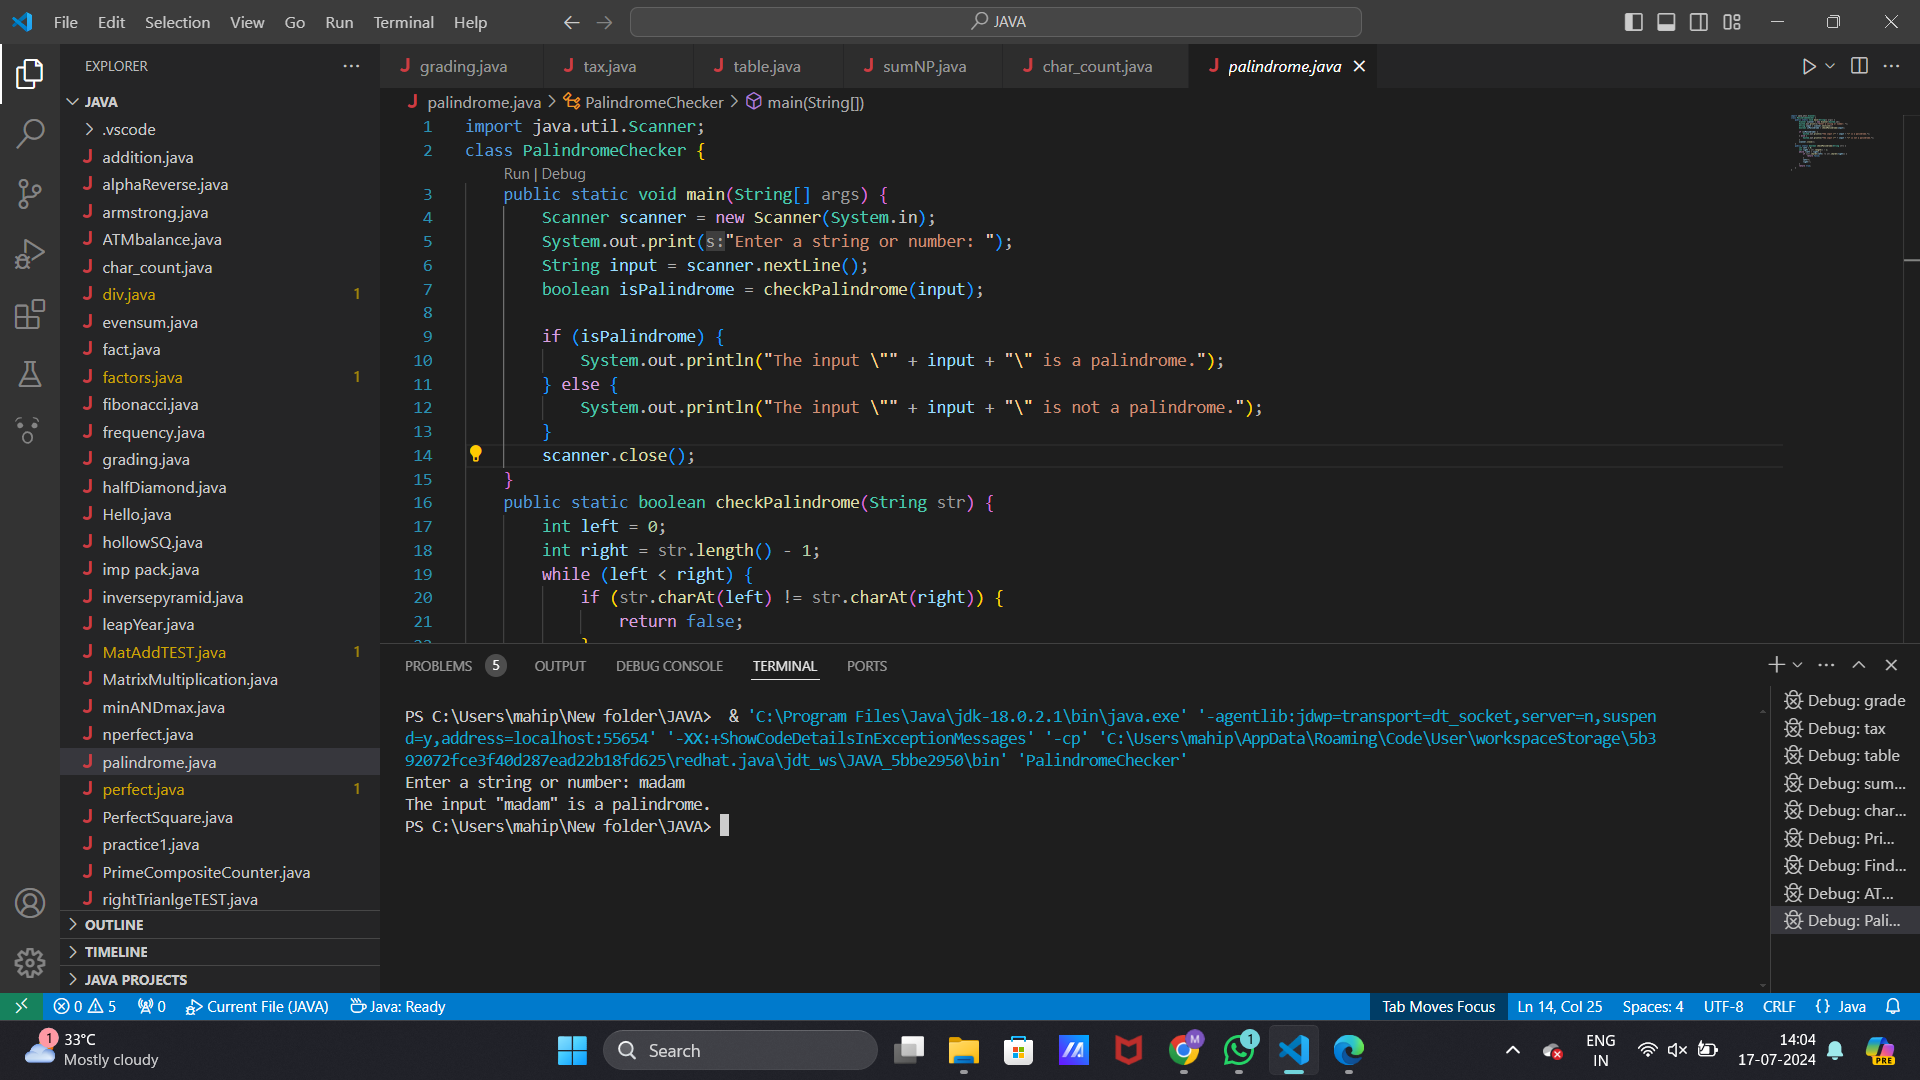 File Edit Selection View Go Run Terminal Help
JAVA
EXPLORER
JAVA
.vscode
addition.java
alphaReverse.java
armstrong.java
ATMbalance.java
char_count.java
div.java 1
evensum.java
fact.java
factors.java 1
fibonacci.java
frequency.java
grading.java
halfDiamond.java
Hello.java
hollowSQ.java
imp pack.java
inversepyramid.java
leapYear.java
MatAddTEST.java 1
MatrixMultiplication.java
minANDmax.java
nperfect.java
palindrome.java
perfect.java 1
PerfectSquare.java
practice1.java
PrimeCompositeCounter.java
rightTrianlgeTEST.java
OUTLINE
TIMELINE
JAVA PROJECTS
grading.java tax.java table.java sumNP.java char_count.java palindrome.java
palindrome.java > PalindromeChecker > main(String[])
1 import java.util.Scanner;
2 class PalindromeChecker {
Run | Debug
3 public static void main(String[] args) {
4 Scanner scanner = new Scanner(System.in);
5 System.out.print(s:"Enter a string or number: ");
6 String input = scanner.nextLine();
7 boolean isPalindrome = checkPalindrome(input);
8
9 if (isPalindrome) {
10 System.out.println("The input \"" + input + "\" is a palindrome.");
11 } else {
12 System.out.println("The input \"" + input + "\" is not a palindrome.");
13 }
14 scanner.close();
15 }
16 public static boolean checkPalindrome(String str) {
17 int left = 0;
18 int right = str.length() - 1;
19 while (left < right) {
20 if (str.charAt(left) != str.charAt(right)) {
21 return false;
PROBLEMS 5 OUTPUT DEBUG CONSOLE TERMINAL PORTS
PS C:\Users\mahip\New folder\JAVA>  & 'C:\Program Files\Java\jdk-18.0.2.1\bin\java.exe' '-agentlib:jdwp=transport=dt_socket,server=n,suspen
d=y,address=localhost:55654' '-XX:+ShowCodeDetailsInExceptionMessages' '-cp' 'C:\Users\mahip\AppData\Roaming\Code\User\workspaceStorage\5b3
92072fce3f40d287ead22b18fd625\redhat.java\jdt_ws\JAVA_5bbe2950\bin' 'PalindromeChecker'
Enter a string or number: madam
The input "madam" is a palindrome.
PS C:\Users\mahip\New folder\JAVA>
Debug: grade
Debug: tax
Debug: table
Debug: sum...
Debug: char...
Debug: Pri...
Debug: Find...
Debug: AT...
Debug: Pali...
0 5 0 Current File (JAVA) Java: Ready Tab Moves Focus Ln 14, Col 25 Spaces: 4 UTF-8 CRLF {} Java
1
33°C
Mostly cloudy
Search
M
1
ENG
IN
14:04
17-07-2024
PRE